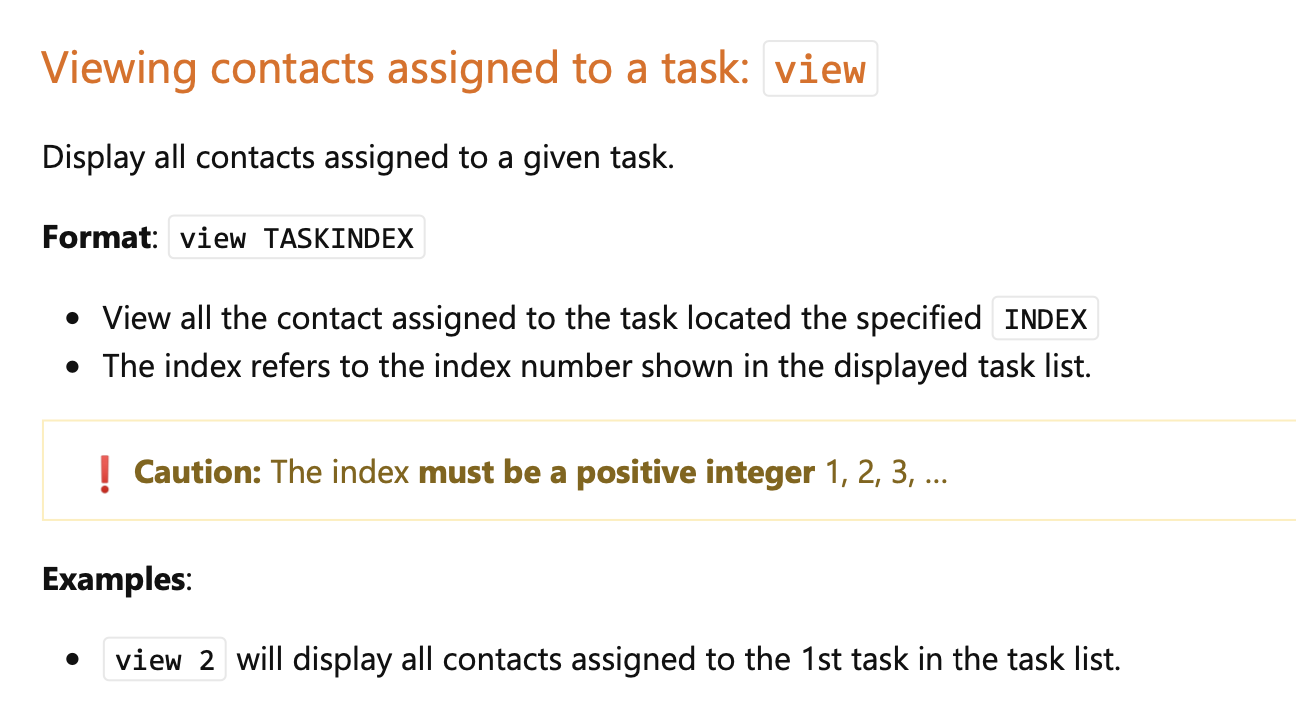 Viewing contacts assigned to a task: view
Display all contacts assigned to a given task.
Format: view TASKINDEX
• View all the contact assigned to the task located the specified INDEX
• The index refers to the index number shown in the displayed task list.
❗ Caution: The index must be a positive integer 1, 2, 3, …
Examples:
• view 2 will display all contacts assigned to the 1st task in the task list.